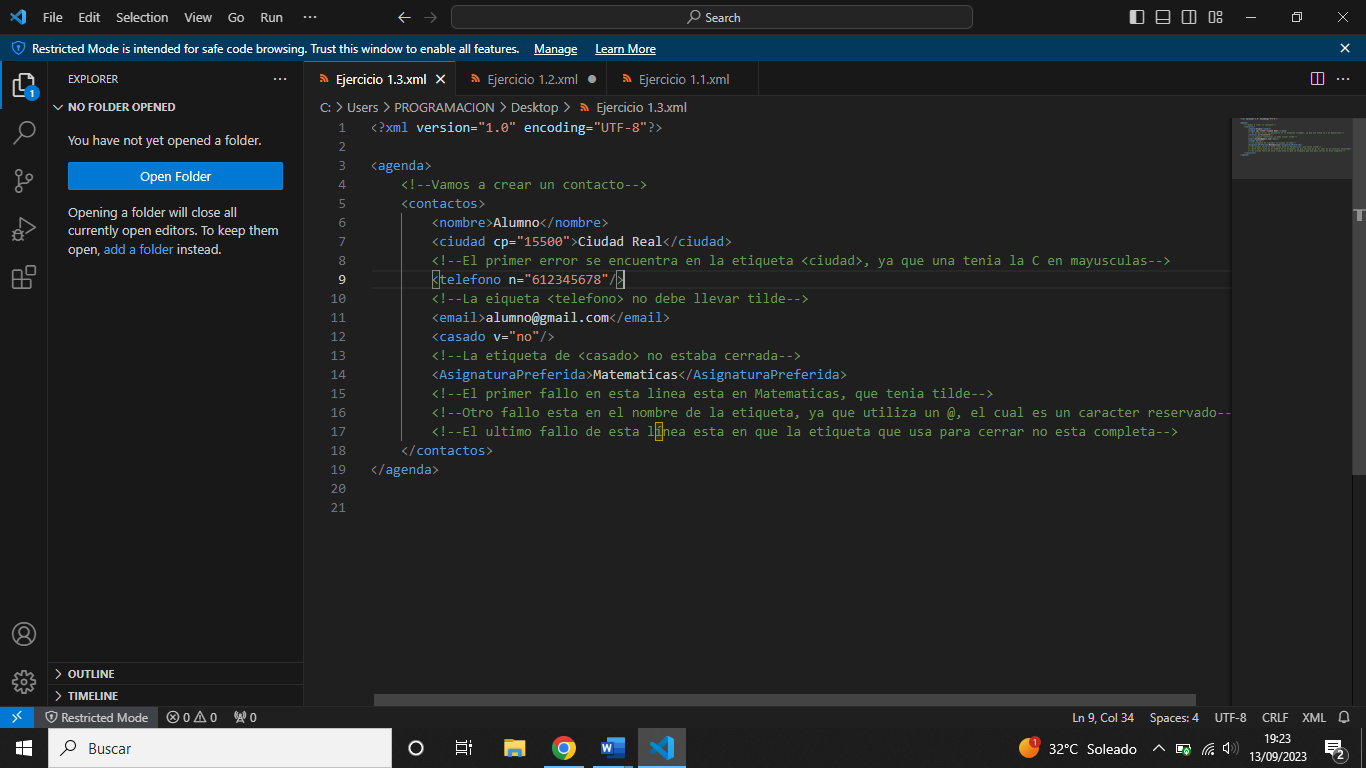 File Edit Selection View Go Run ···
Search
Restricted Mode is intended for safe code browsing. Trust this window to enable all features. Manage Learn More
EXPLORER ···
NO FOLDER OPENED
You have not yet opened a folder.
Open Folder
Opening a folder will close all
currently open editors. To keep them
open, add a folder instead.
OUTLINE
TIMELINE
1
Ejercicio 1.3.xml Ejercicio 1.2.xml Ejercicio 1.1.xml
C: > Users > PROGRAMACION > Desktop > Ejercicio 1.3.xml
1 <?xml version="1.0" encoding="UTF-8"?>
2
3 <agenda>
4 <!--Vamos a crear un contacto-->
5 <contactos>
6 <nombre>Alumno</nombre>
7 <ciudad cp="15500">Ciudad Real</ciudad>
8 <!--El primer error se encuentra en la etiqueta <ciudad>, ya que una tenia la C en mayusculas-->
9 <telefono n="612345678"/>
10 <!--La eiqueta <telefono> no debe llevar tilde-->
11 <email>alumno@gmail.com</email>
12 <casado v="no"/>
13 <!--La etiqueta de <casado> no estaba cerrada-->
14 <AsignaturaPreferida>Matematicas</AsignaturaPreferida>
15 <!--El primer fallo en esta linea esta en Matematicas, que tenia tilde-->
16 <!--Otro fallo esta en el nombre de la etiqueta, ya que utiliza un @, el cual es un caracter reservado--
17 <!--El ultimo fallo de esta línea esta en que la etiqueta que usa para cerrar no esta completa-->
18 </contactos>
19 </agenda>
20
21
Restricted Mode 0 0 0 Ln 9, Col 34 Spaces: 4 UTF-8 CRLF XML
Buscar
1 32°C Soleado
19:23
13/09/2023
2